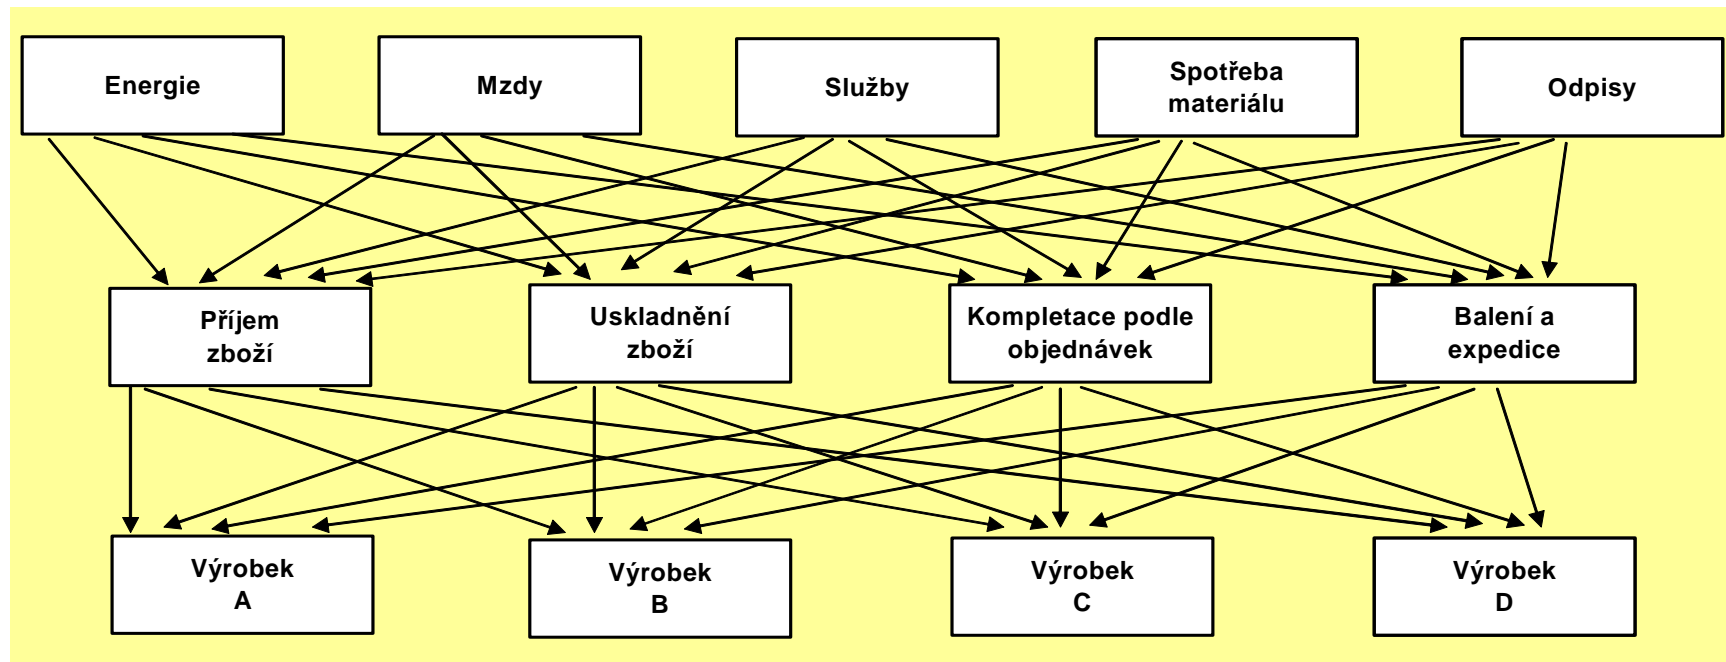 Energie
Mzdy
Služby
Spotřeba
materiálu
Odpisy
Příjem
zboží
Uskladnění
zboží
Kompletace podle
objednávek
Balení a
expedice
Výrobek
A
Výrobek
B
Výrobek
C
Výrobek
D